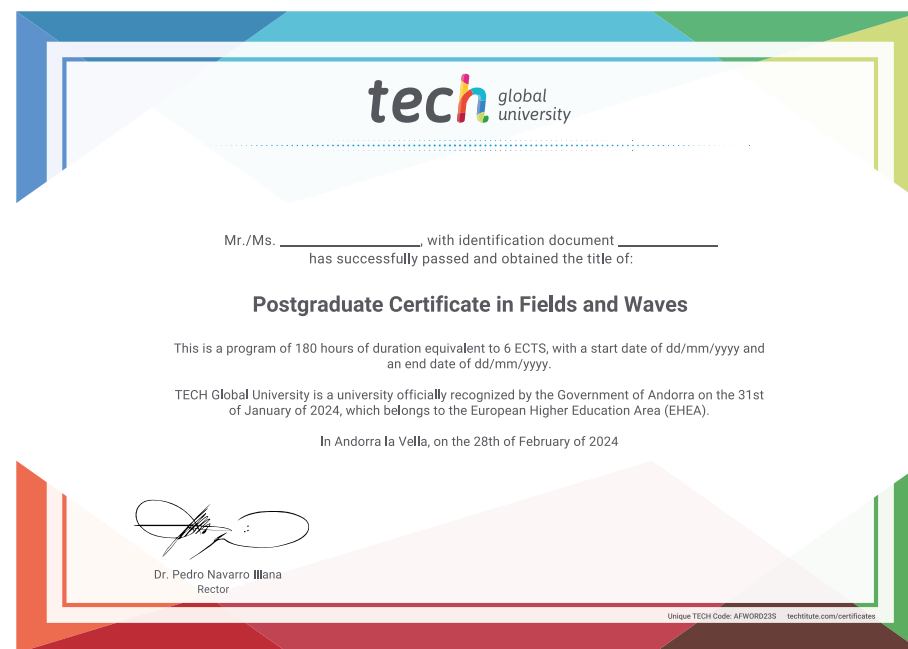 tech global
university
Mr./Ms. ____________, with identification document ____________
has successfully passed and obtained the title of:
Postgraduate Certificate in Fields and Waves
This is a program of 180 hours of duration equivalent to 6 ECTS, with a start date of dd/mm/yyyy and
an end date of dd/mm/yyyy.
TECH Global University is a university officially recognized by the Government of Andorra on the 31st
of January of 2024, which belongs to the European Higher Education Area (EHEA).
In Andorra la Vella, on the 28th of February of 2024
Dr. Pedro Navarro Illana
Rector
Unique TECH Code: AFWORD23S techtitute.com/certificates